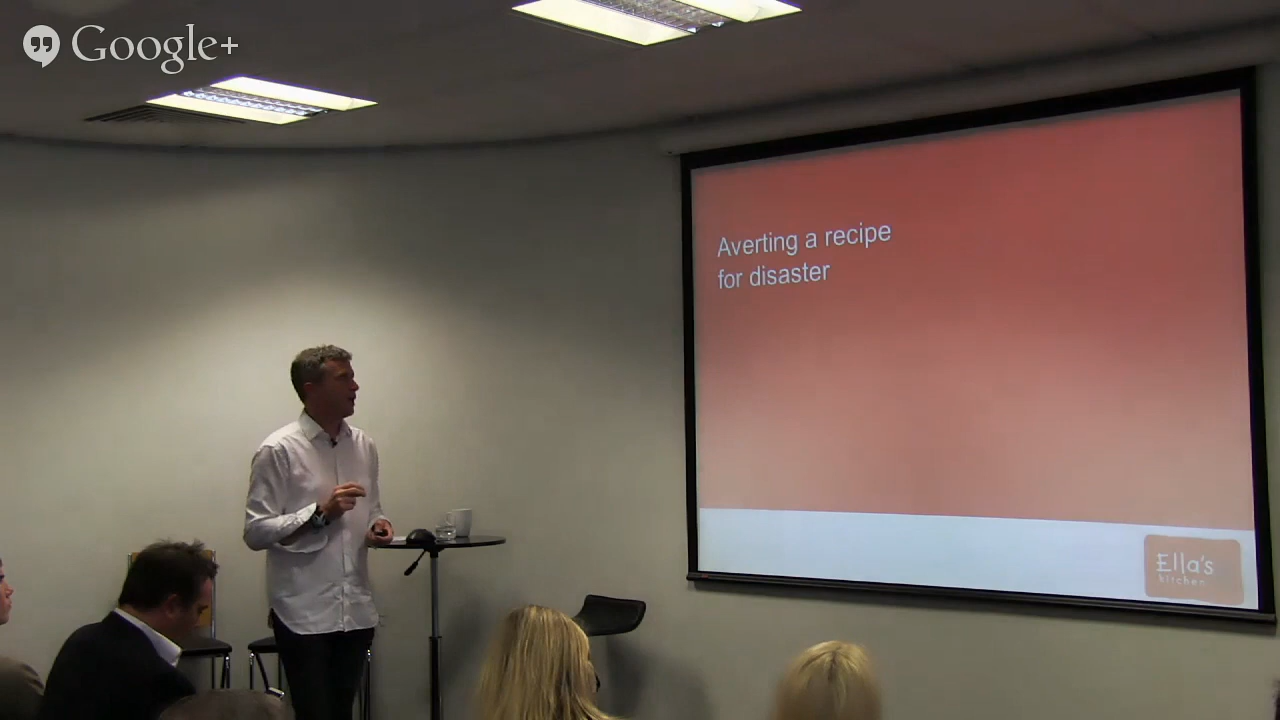 Google+
Averting a recipe
for disaster
Ella's
kitchen